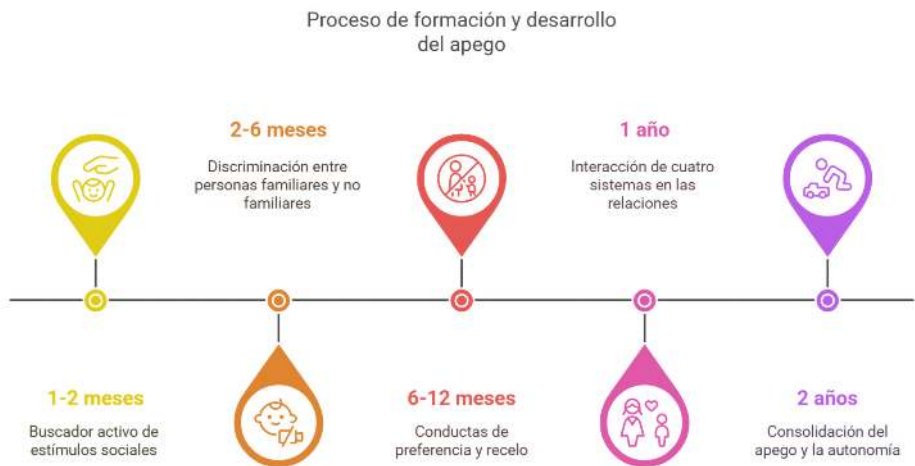 Proceso de formación y desarrollo
del apego
1-2 meses
Buscador activo de
estímulos sociales
2-6 meses
Discriminación entre
personas familiares y no
familiares
6-12 meses
Conductas de
preferencia y recelo
1 año
Interacción de cuatro
sistemas en las
relaciones
2 años
Consolidación del
apego y la autonomía